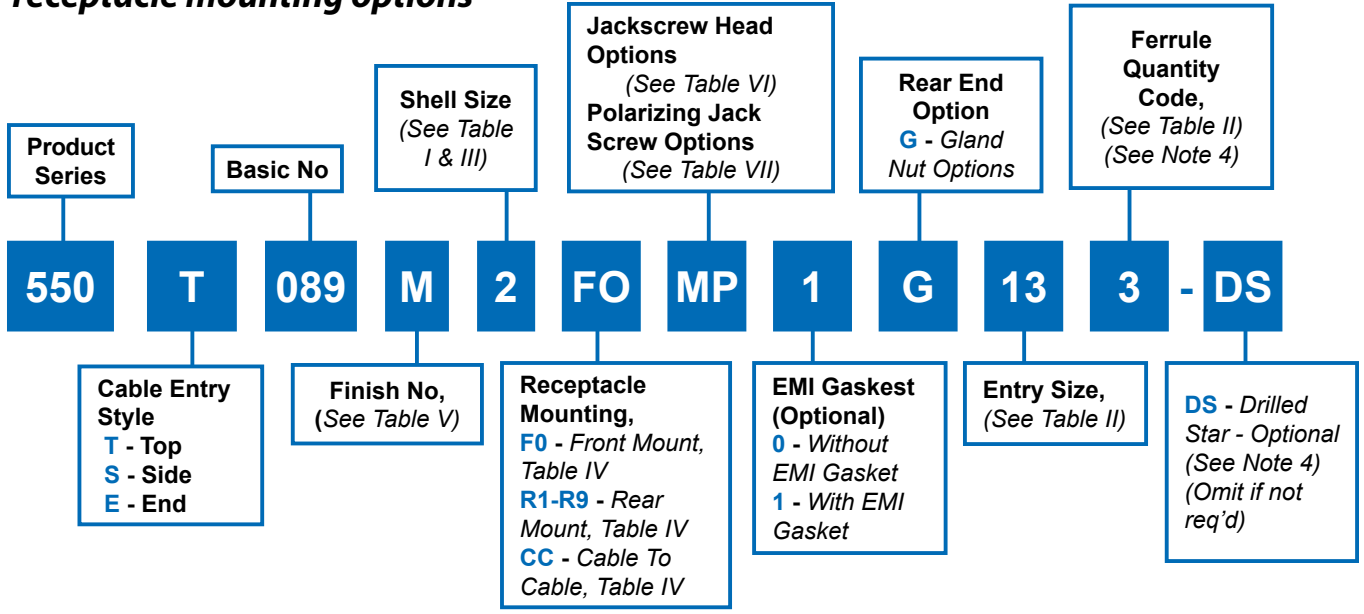 receptacle mounting options
Product
Series
Basic No
Shell Size
(See Table
I & III)
Jackscrew Head
Options
(See Table VI)
Polarizing Jack
Screw Options
(See Table VII)
Rear End
Option
G - Gland
Nut Options
Ferrule
Quantity
Code,
(See Table II)
(See Note 4)
550 T 089 M 2 FO MP 1 G 13 3 - DS
Cable Entry
Style
T - Top
S - Side
E - End
Finish No,
(See Table V)
Receptacle
Mounting,
F0 - Front Mount,
Table IV
R1-R9 - Rear
Mount, Table IV
CC - Cable To
Cable, Table IV
EMI Gaskest
(Optional)
0 - Without
EMI Gasket
1 - With EMI
Gasket
Entry Size,
(See Table II)
DS - Drilled
Star - Optional
(See Note 4)
(Omit if not
req'd)